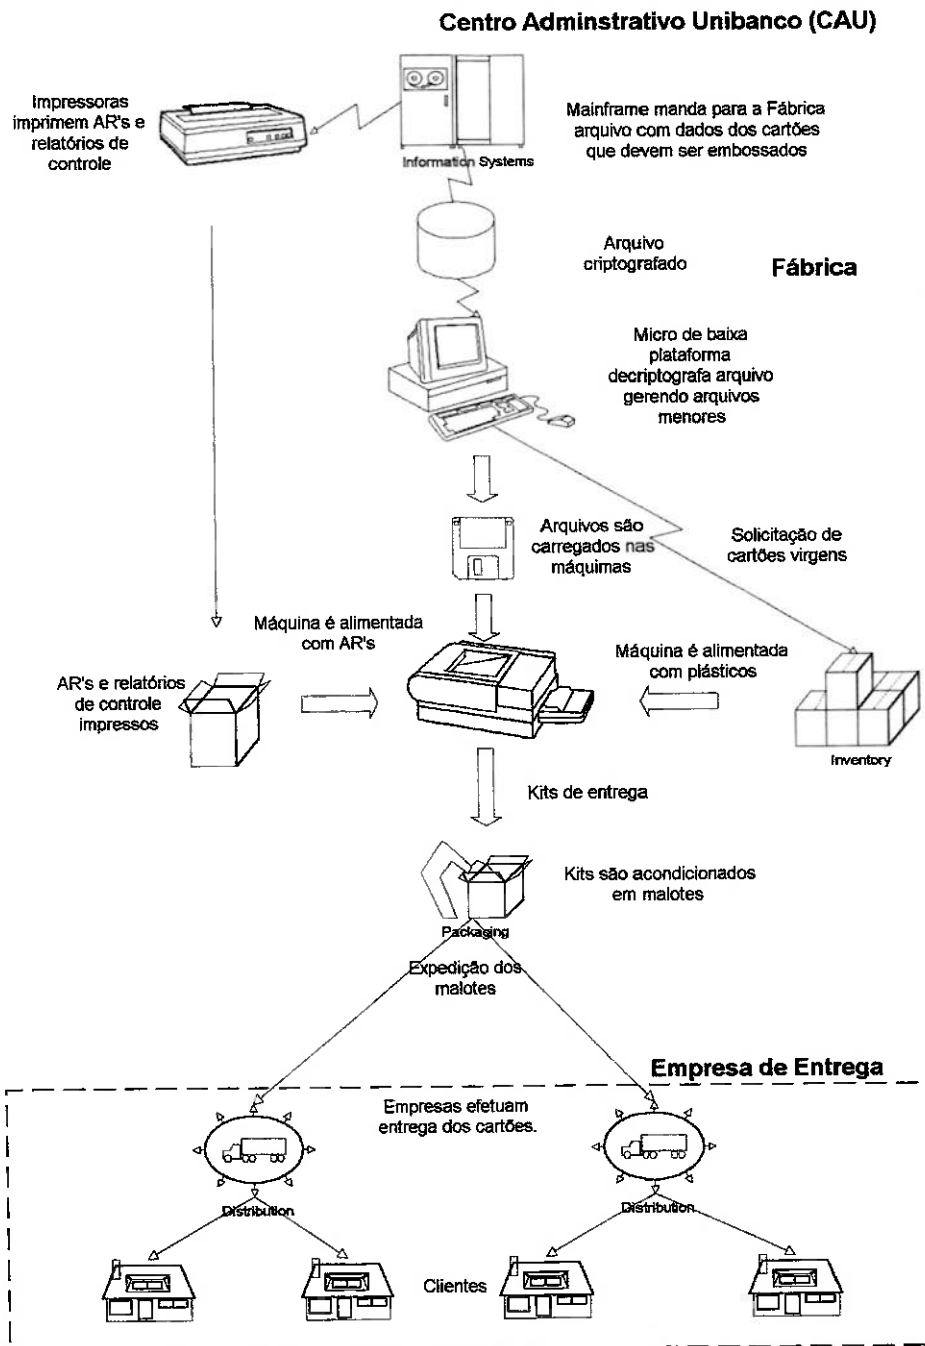 Centro Adminstrativo Unibanco (CAU)
Impressoras
imprimem AR's e
relatórios de
controle
Mainframe manda para a Fábrica
arquivo com dados dos cartões
que devem ser embossados
Information Systems
Arquivo
criptografado
Fábrica
Micro de baixa
plataforma
decriptografa arquivo
gerendo arquivos
menores
Arquivos são
carregados nas
máquimas
Solicitação de
cartões virgens
Máquina é alimentada
com AR's
Máquina é alimentada
com plásticos
AR's e relatórios
de controle
impressos
Inventory
Kits de entrega
Kits são acondicionados
em malotes
Packaging
Expedição dos
malotes
Empresa de Entrega
Empresas efetuam
entrega dos cartões.
Distribution
Distribution
Clientes